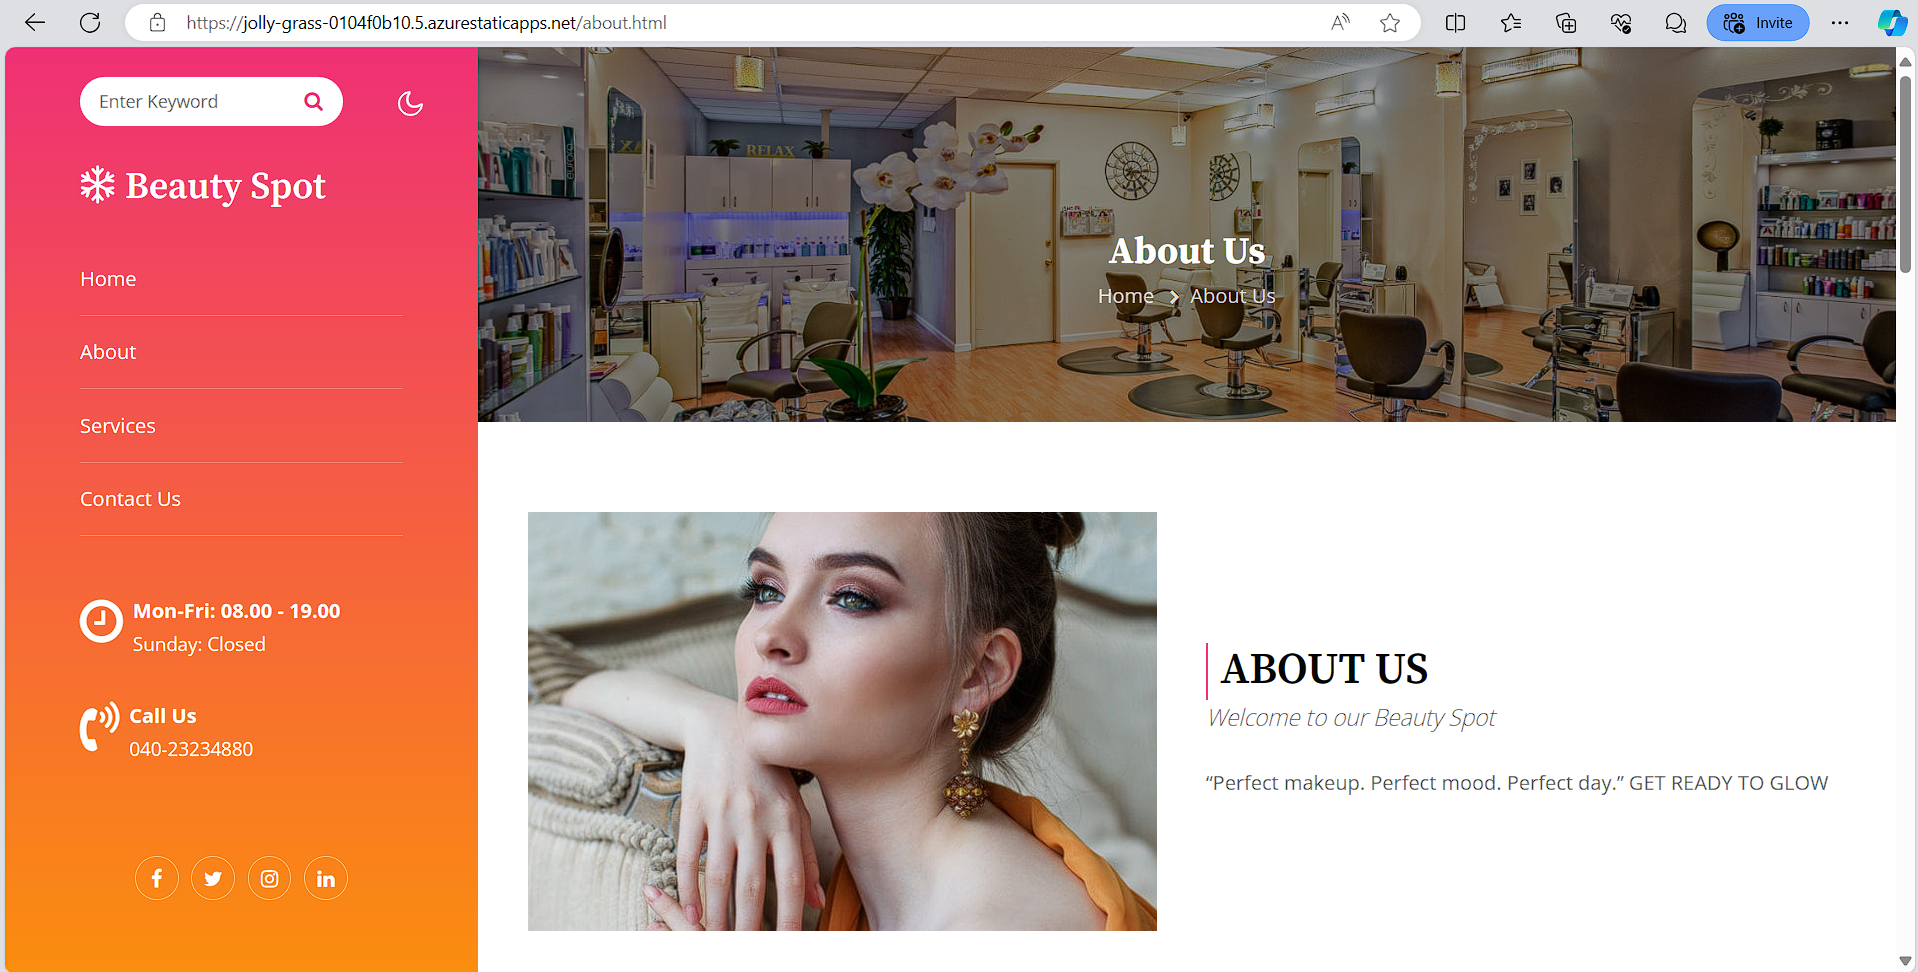 https://jolly-grass-0104f0b10.5.azurestaticapps.net/about.html
Invite
Enter Keyword
Beauty Spot
Home
About
Services
Contact Us
Mon-Fri: 08.00 - 19.00
Sunday: Closed
Call Us
040-23234880
RELAX
About Us
Home > About Us
ABOUT US
Welcome to our Beauty Spot
“Perfect makeup. Perfect mood. Perfect day.” GET READY TO GLOW